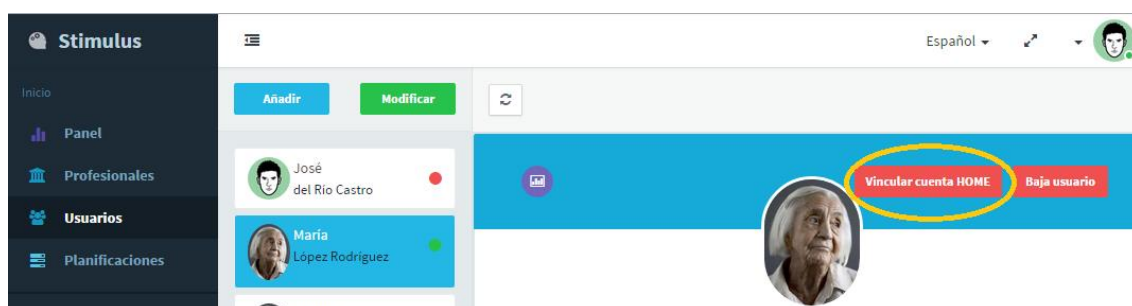 Stimulus
Español
Inicio
Panel
Profesionales
Usuarios
Planificaciones
Añadir
Modificar
José
del Río Castro
María
López Rodríguez
Vincular cuenta HOME
Baja usuario